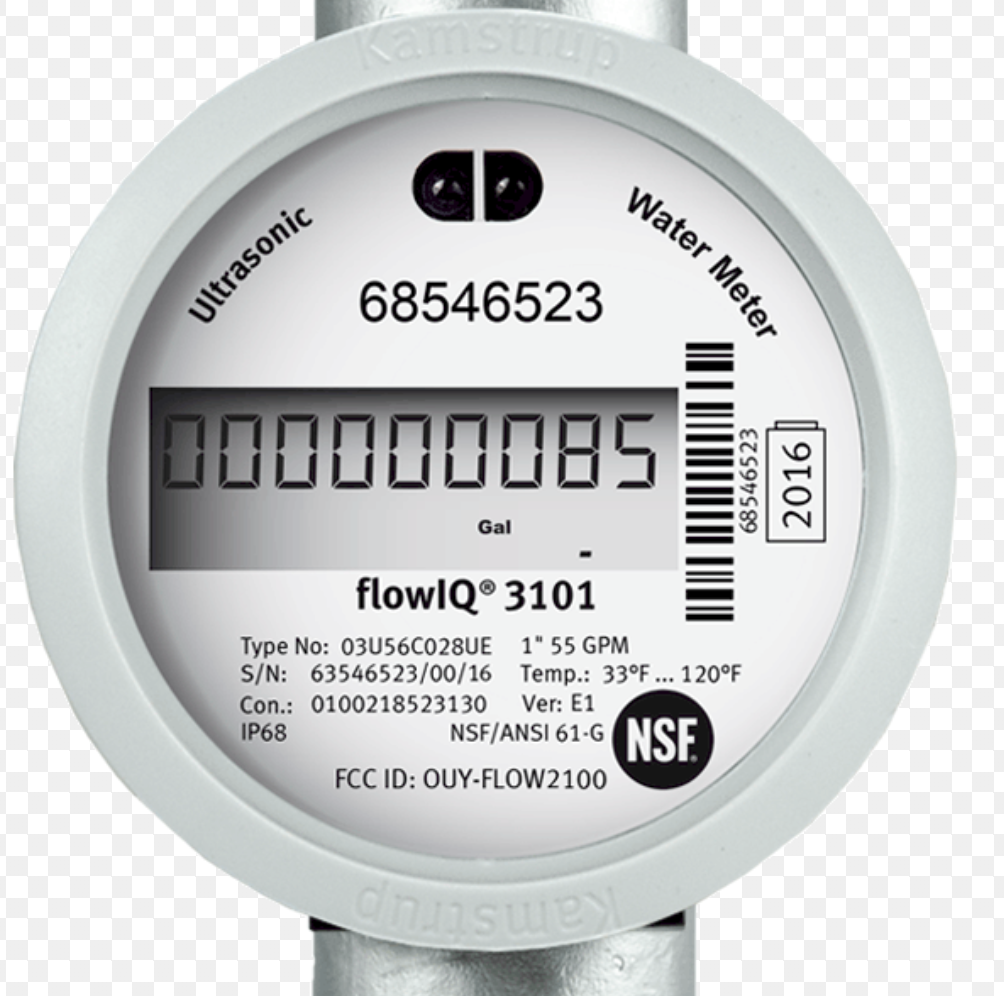 Kamstrup
Ultrasonic
Water Meter
68546523
000000085
Gal
68546523
2016
flowIQ® 3101
Type No: 03U56C028UE 1" 55 GPM
S/N: 63546523/00/16 Temp.: 33°F ... 120°F
Con.: 0100218523130 Ver: E1
IP68 NSF/ANSI 61-G
NSF
FCC ID: OUY-FLOW2100
Kamstrup